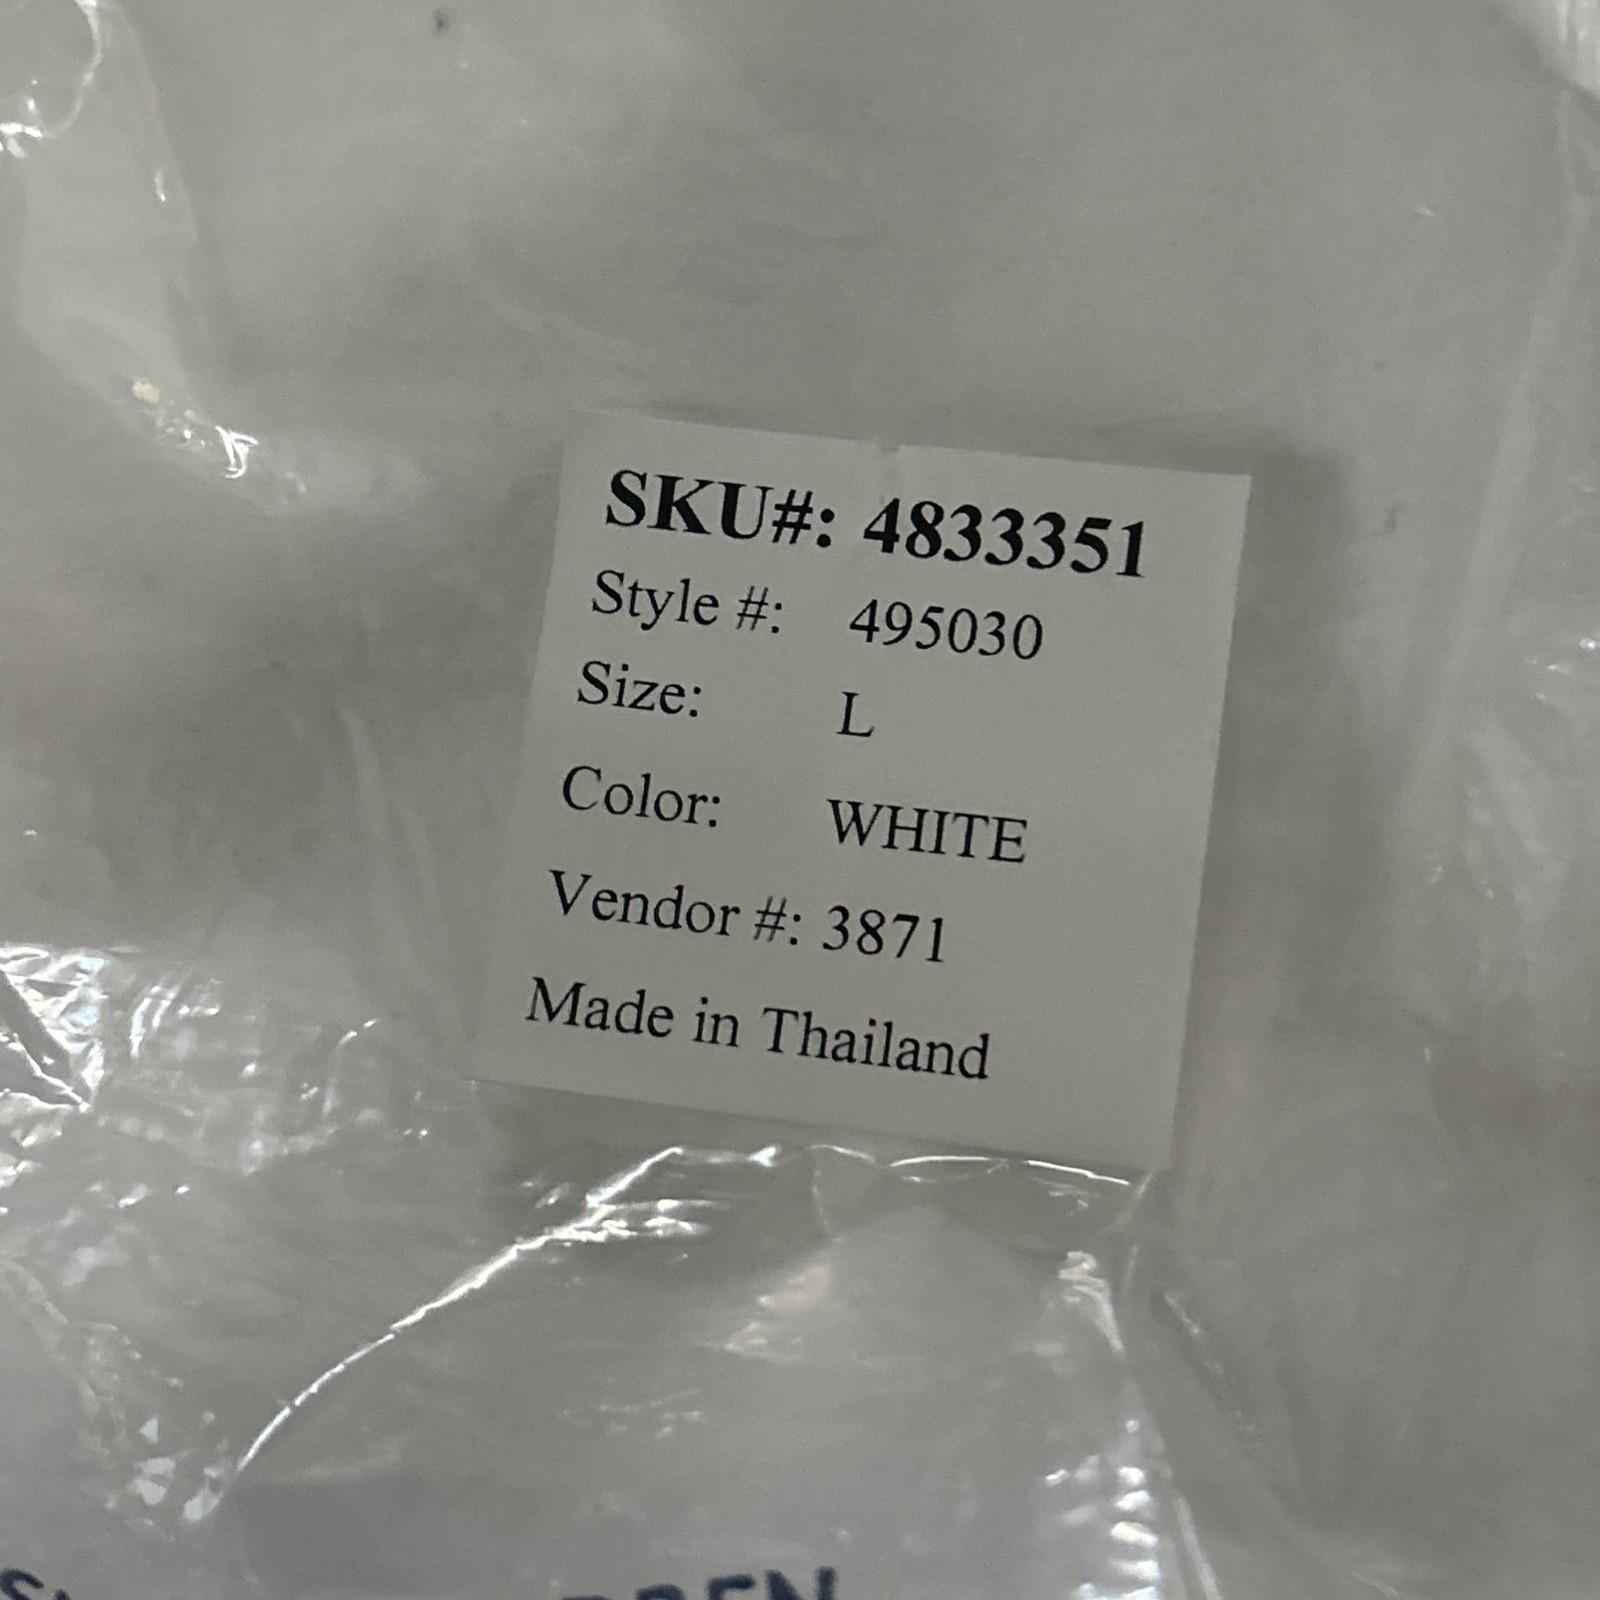 SKU#: 4833351
Style #: 495030
Size: L
Color: WHITE
Vendor #: 3871
Made in Thailand